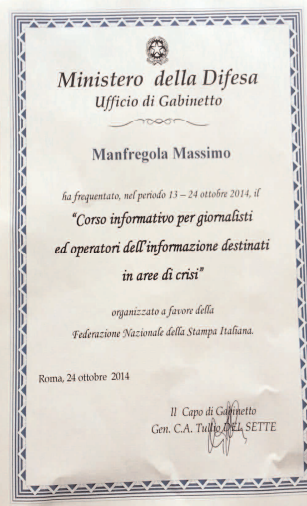 Ministero della Difesa
Ufficio di Gabinetto
Manfregola Massimo
ha frequentato, nel periodo 13 – 24 ottobre 2014, il
“Corso informativo per giornalisti
ed operatori dell’informazione destinati
in aree di crisi”
organizzato a favore della
Federazione Nazionale della Stampa Italiana.
Roma, 24 ottobre 2014
Il Capo di Gabinetto
Gen. C.A. Tullio DEL SETTE